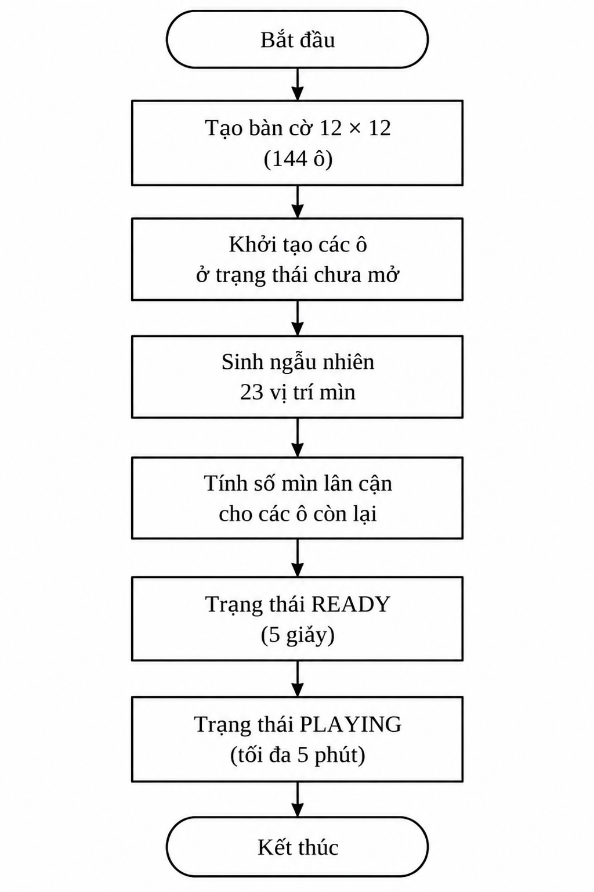 Bắt đầu
Tạo bàn cờ 12 × 12
(144 ô)
Khởi tạo các ô
ở trạng thái chưa mở
Sinh ngẫu nhiên
23 vị trí mìn
Tính số mìn lân cận
cho các ô còn lại
Trạng thái READY
(5 giảy)
Trạng thái PLAYING
(tối đa 5 phút)
Kết thúc